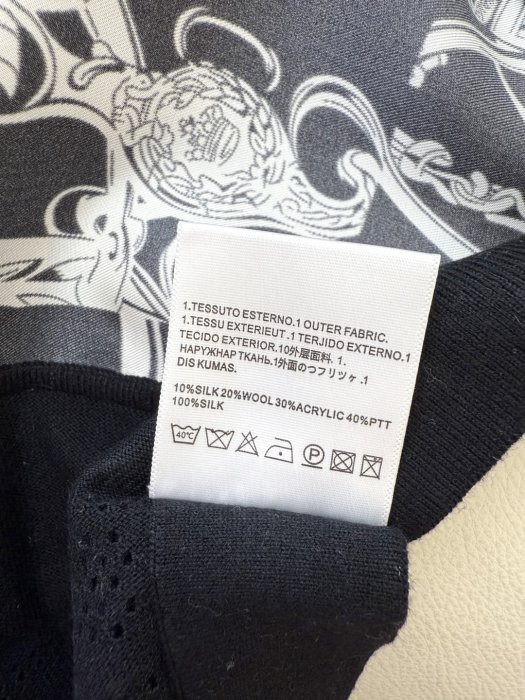 1.TESSUTO ESTERNO.1 OUTER FABRIC.
1.TESSU EXTERIEUT .1 TERJIDO EXTERNO.1
TECIDO EXTERIOR.10外层面料. 1.
НАРУЖНАР ТКАНЬ.1外面のつフリツヶ .1
DIS KUMAS.
10%SILK 20%WOOL 30%ACRYLIC 40%PTT
100%SILK
40℃ P